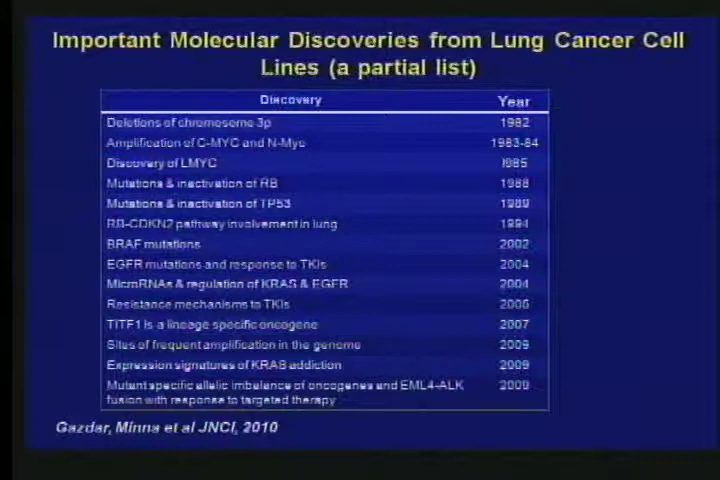 Important Molecular Discoveries from Lung Cancer Cell
Lines (a partial list)
Discovery Year
Deletions of chromosome 3p 1982
Amplification of C-MYC and N-Myc 1983-84
Discovery of LMYC 1985
Mutations & inactivation of RB 1988
Mutations & inactivation of TP53 1989
RB-CDKN2 pathway involvement in lung 1994
BRAF mutations 2002
EGFR mutations and response to TKIs 2004
MicroRNAs & regulation of KRAS & EGFR 2004
Resistance mechanisms to TKIs 2006
TITF1 is a lineage specific oncogene 2007
Sites of frequent amplification in the genome 2009
Expression signatures of KRAS addiction 2009
Mutant specific allelic imbalance of oncogenes and EML4-ALK 2009
fusion with response to targeted therapy
Gazdar, Minna et al JNCI, 2010